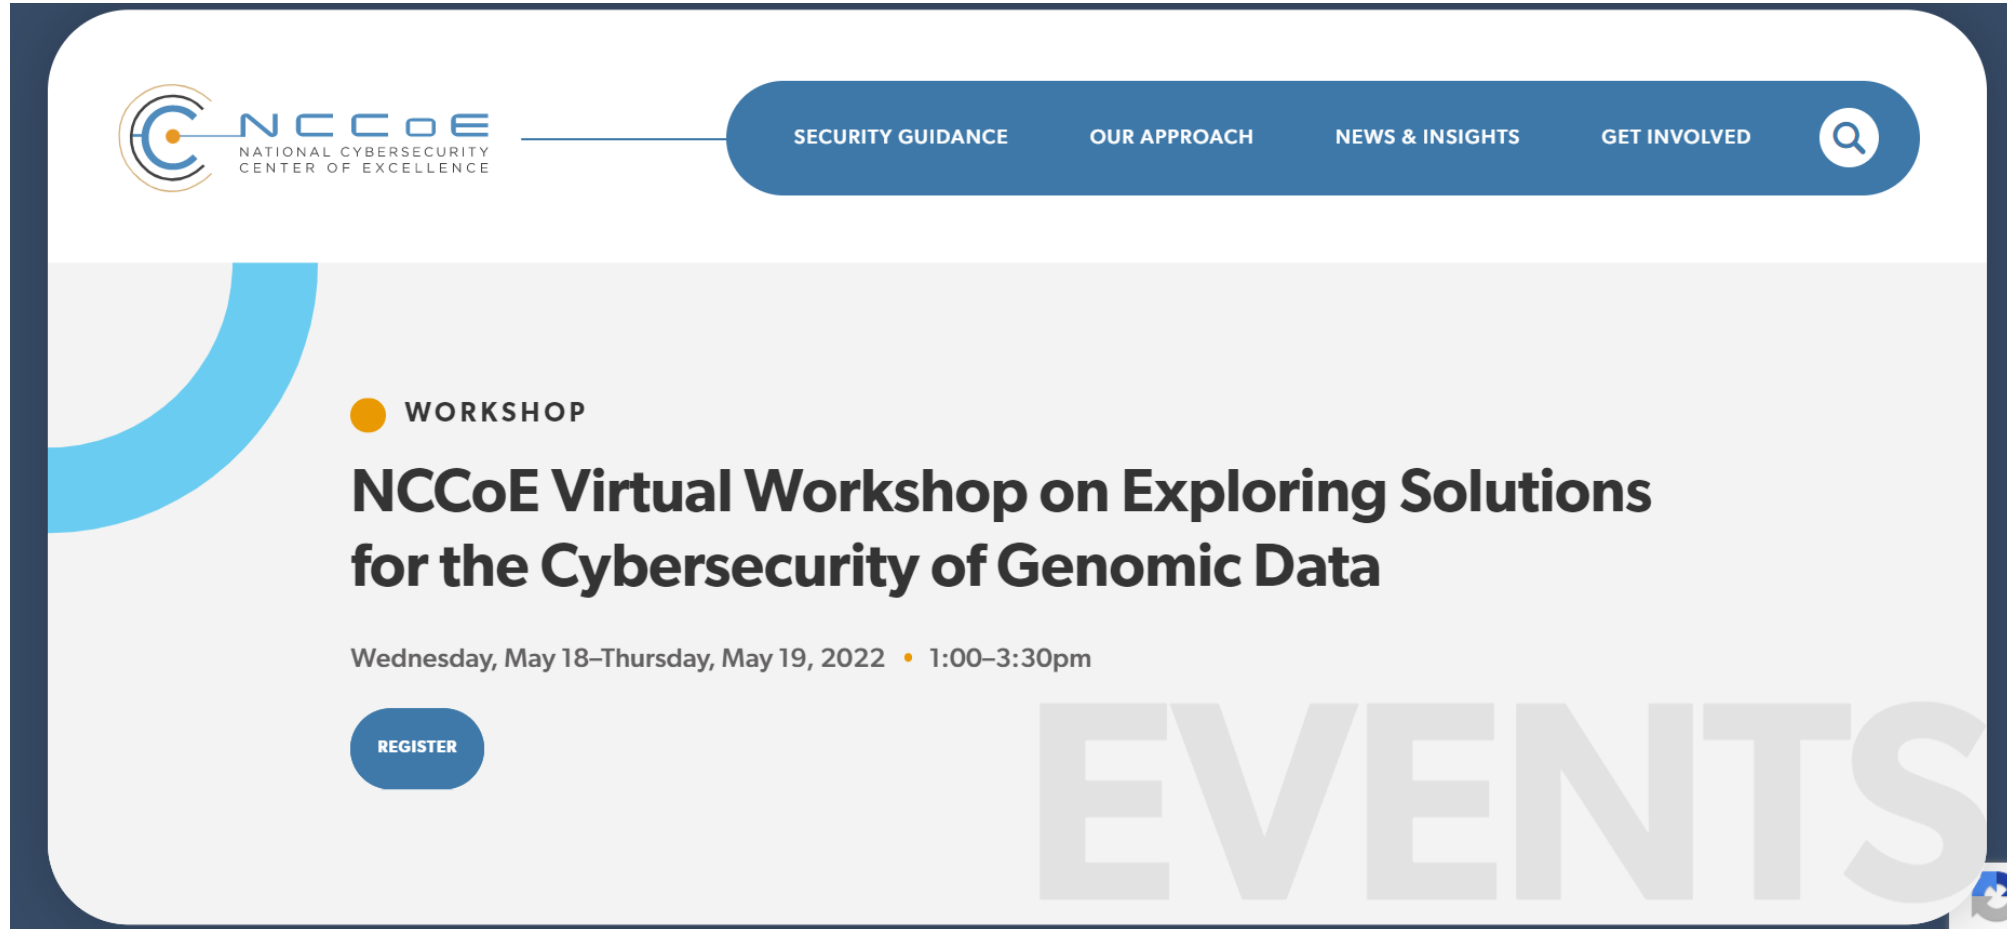 NCCoE
NATIONAL CYBERSECURITY
CENTER OF EXCELLENCE
SECURITY GUIDANCE
OUR APPROACH
NEWS & INSIGHTS
GET INVOLVED
WORKSHOP
NCCoE Virtual Workshop on Exploring Solutions
for the Cybersecurity of Genomic Data
Wednesday, May 18–Thursday, May 19, 2022 • 1:00–3:30pm
REGISTER
EVENTS